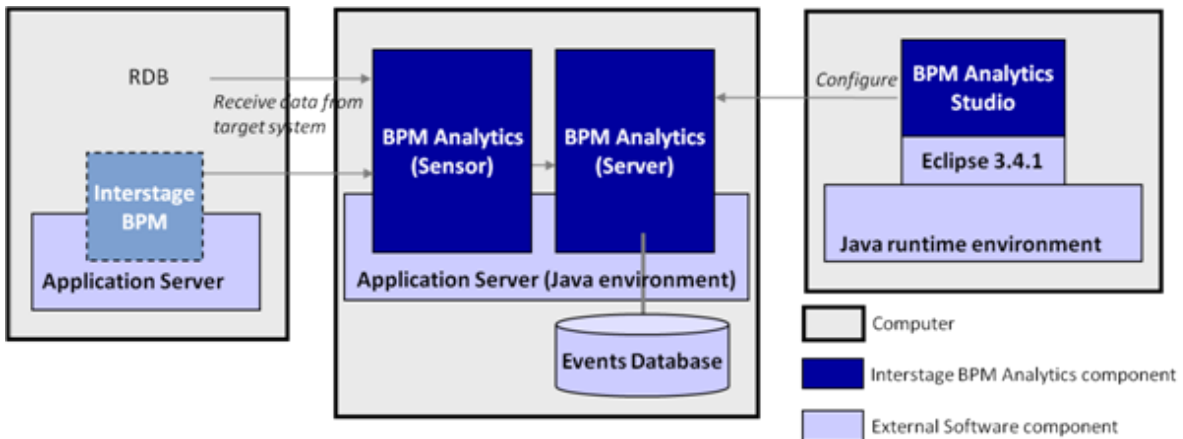 RDB
Receive data from
target system
Interstage
BPM
Application Server
BPM Analytics
(Sensor)
BPM Analytics
(Server)
Application Server (Java environment)
Events Database
Configure
BPM Analytics
Studio
Eclipse 3.4.1
Java runtime environment
Computer
Interstage BPM Analytics component
External Software component